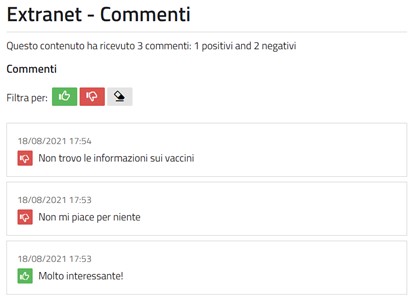 Extranet - Commenti
Questo contenuto ha ricevuto 3 commenti: 1 positivi and 2 negativi
Commenti
Filtra per:
18/08/2021 17:54
Non trovo le informazioni sui vaccini
18/08/2021 17:53
Non mi piace per niente
18/08/2021 17:53
Molto interessante!